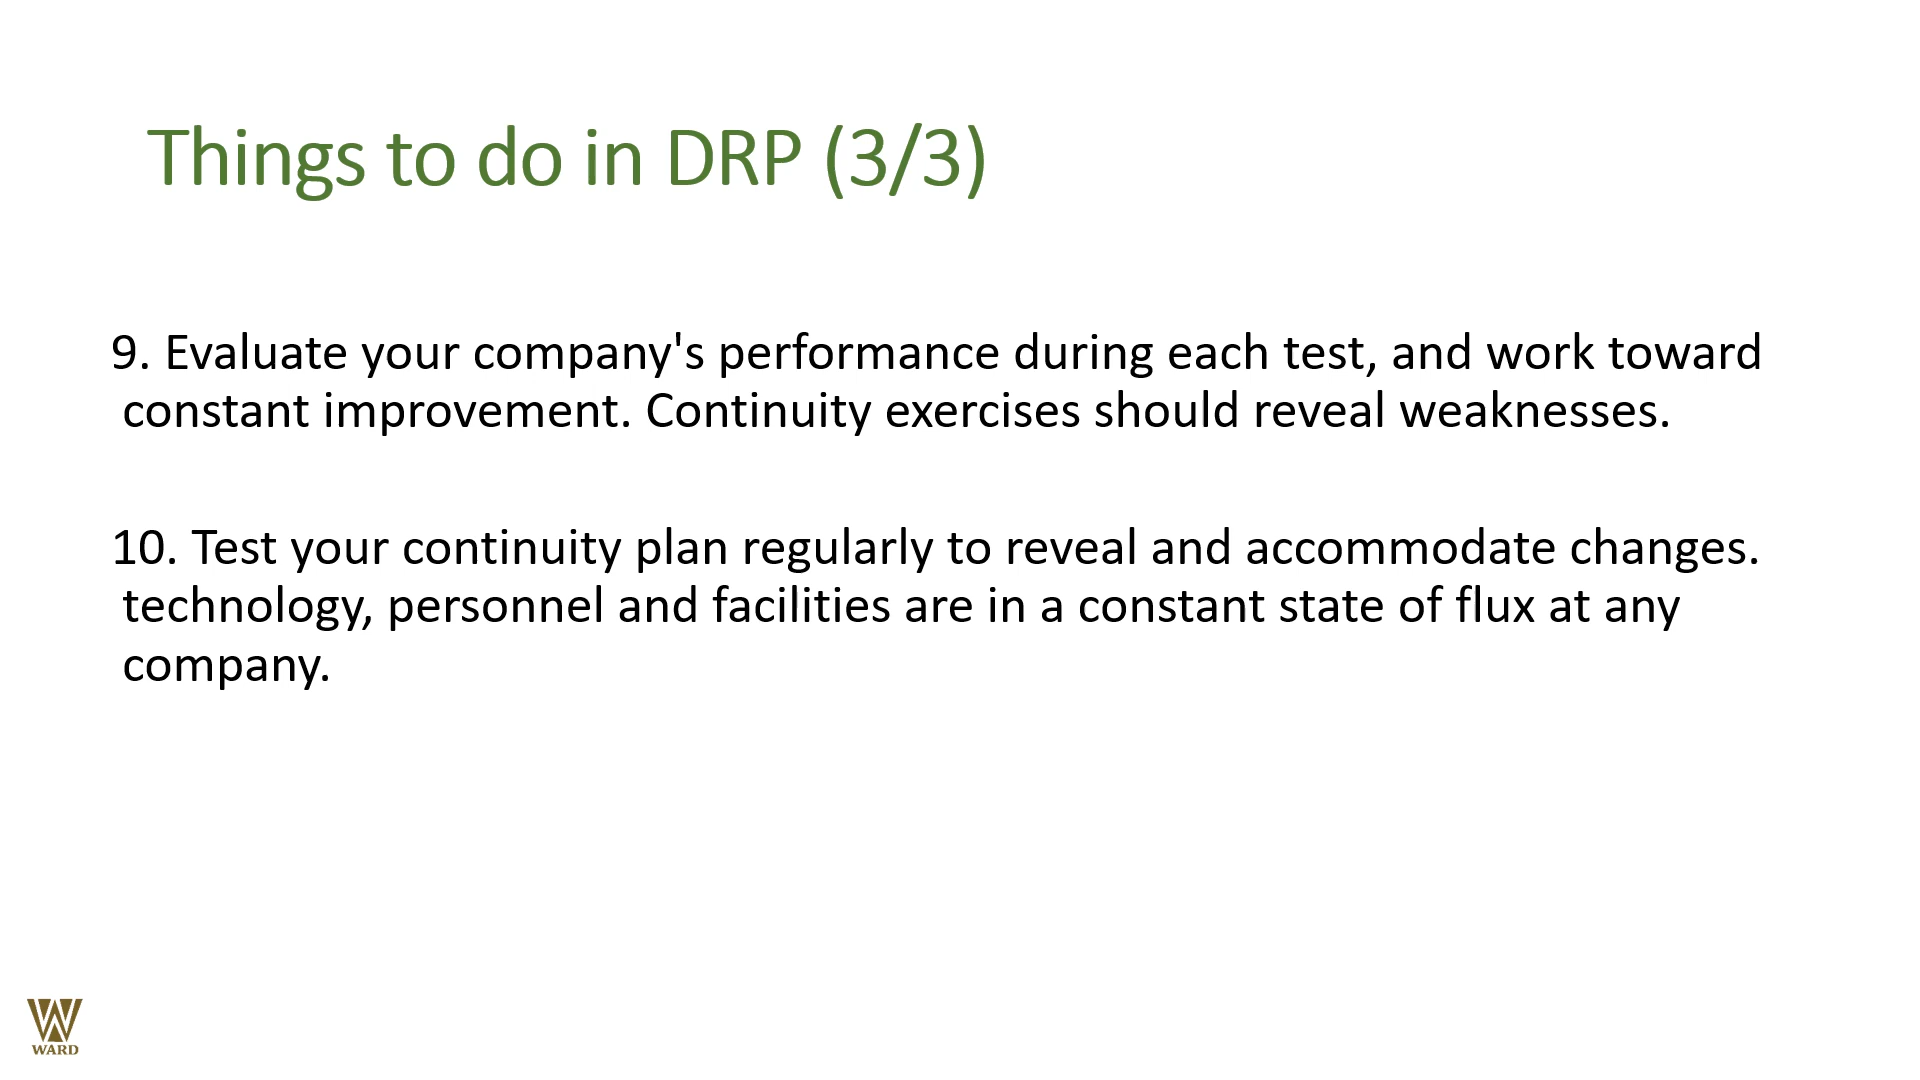 Things to do in DRP (3/3)
9. Evaluate your company's performance during each test, and work toward
constant improvement. Continuity exercises should reveal weaknesses.
10. Test your continuity plan regularly to reveal and accommodate changes.
technology, personnel and facilities are in a constant state of flux at any
company.
WARD